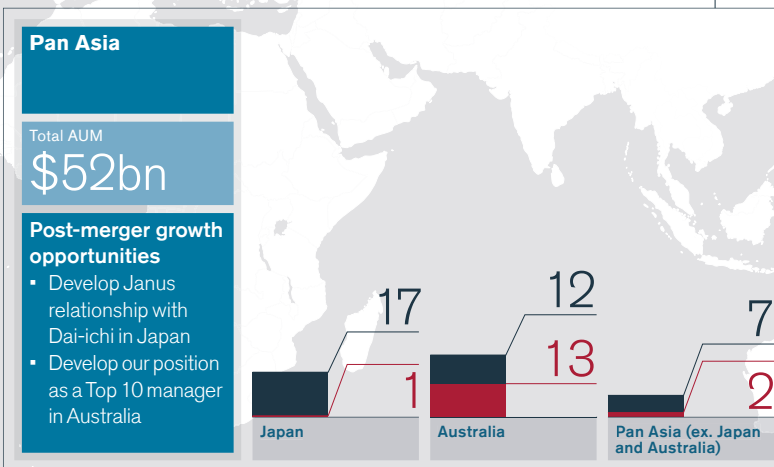 Pan Asia
Total AUM
$52bn
Post-merger growth
opportunities
▪ Develop Janus
relationship with
Dai-ichi in Japan
▪ Develop our position
as a Top 10 manager
in Australia
17
1
Japan
12
13
Australia
7
2
Pan Asia (ex. Japan
and Australia)